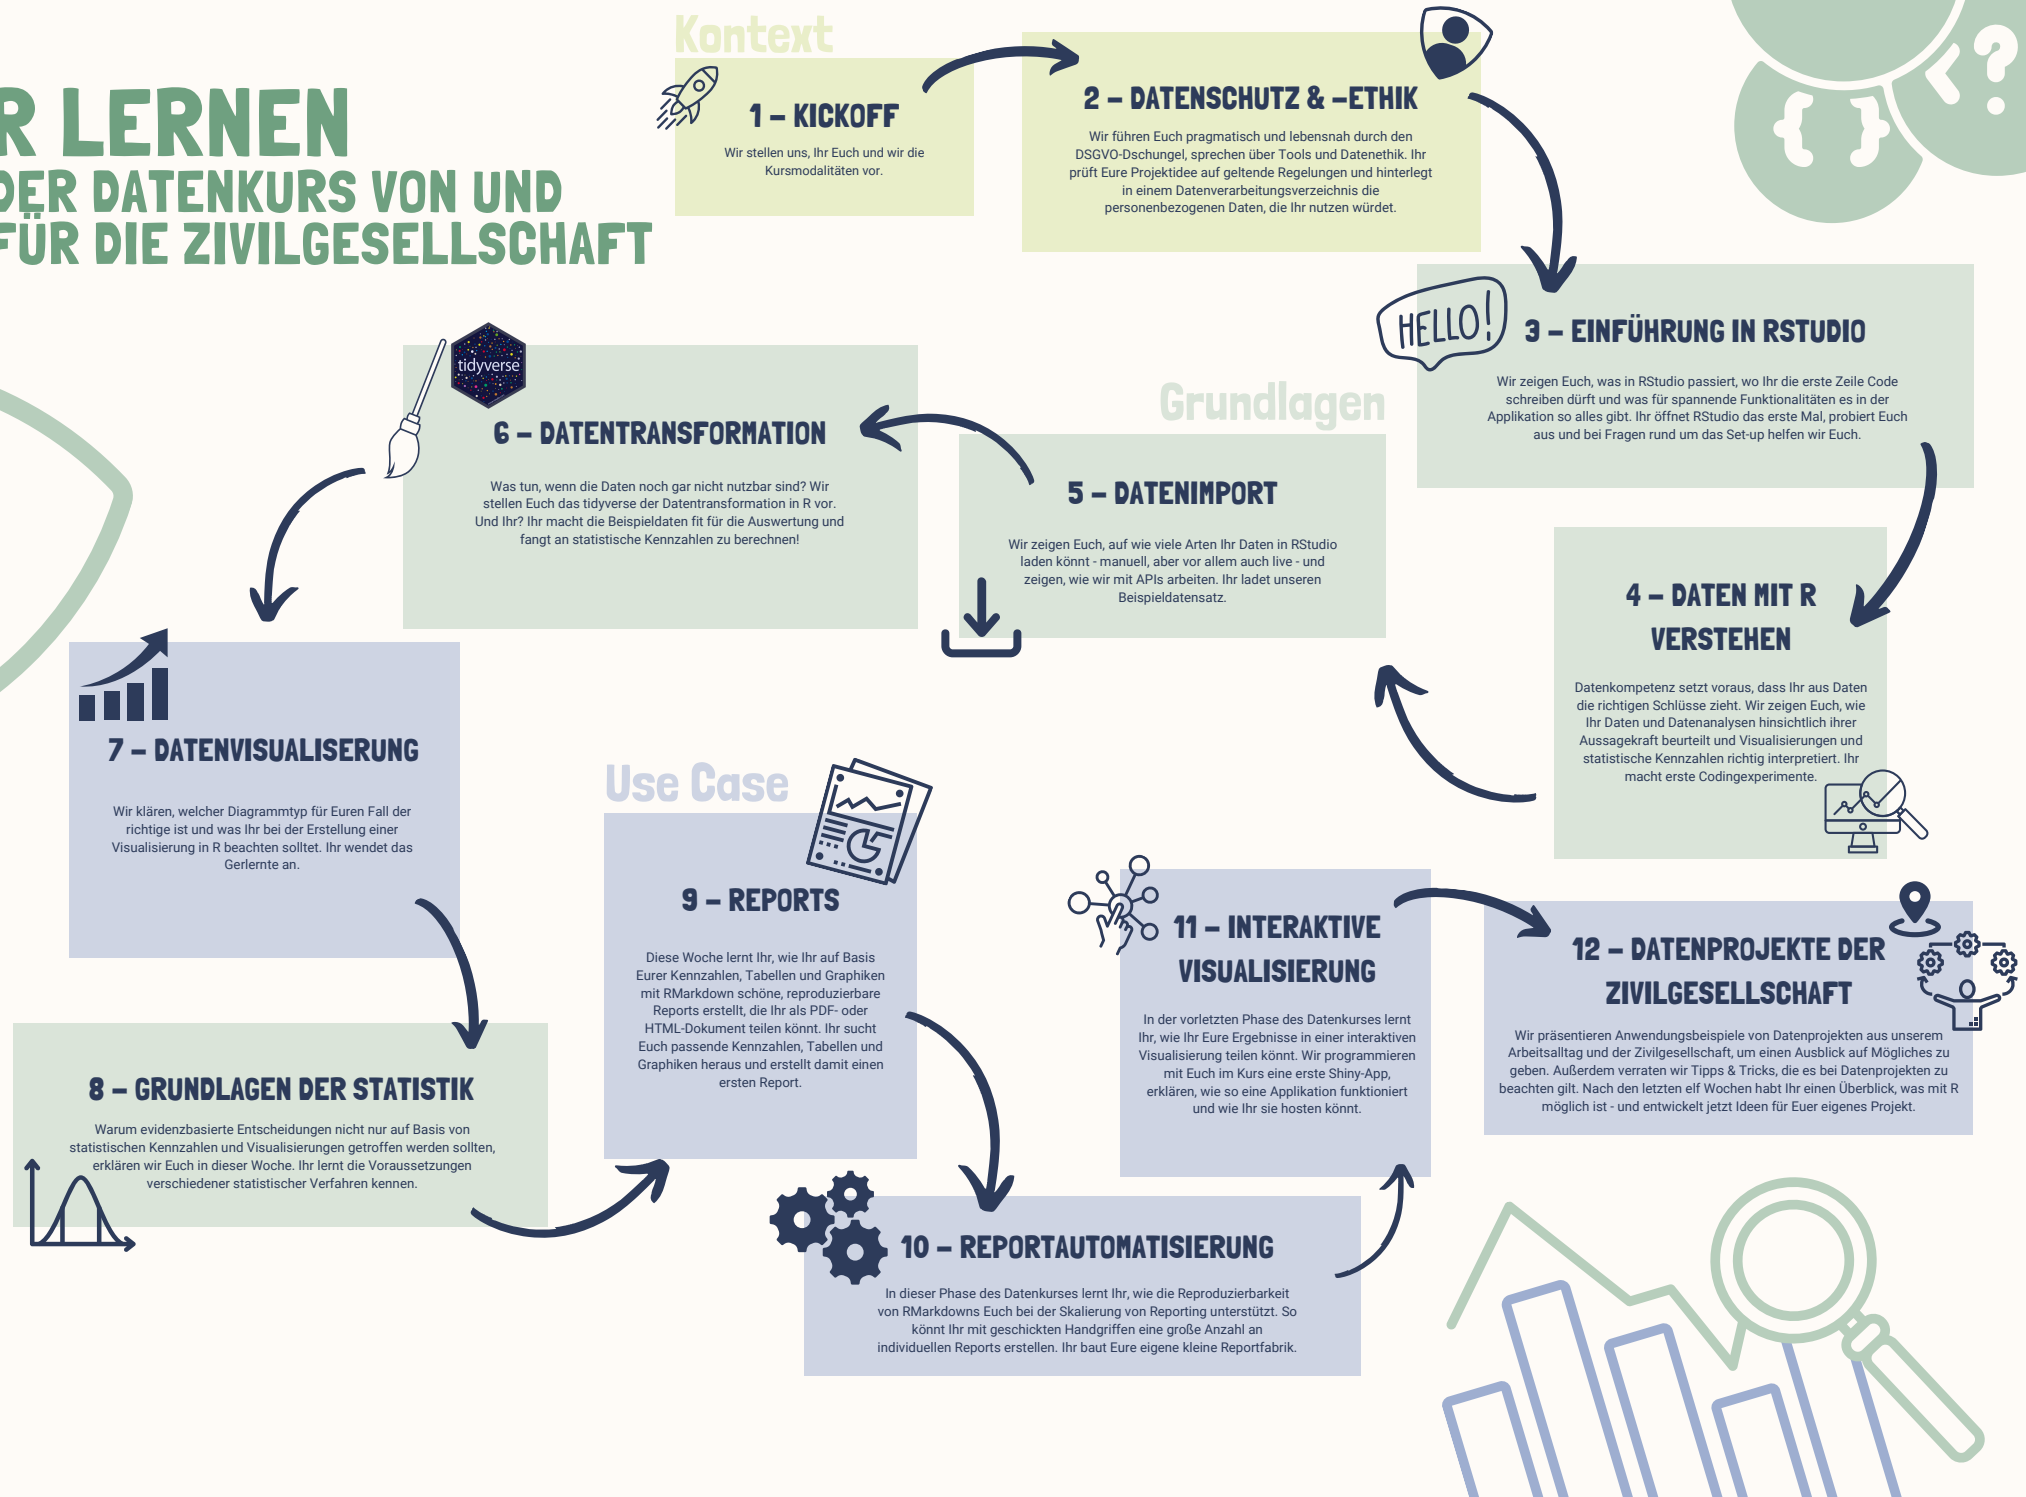 R LERNEN
DER DATENKURS VON UND
FÜR DIE ZIVILGESELLSCHAFT
Kontext
1 – KICKOFF
Wir stellen uns, Ihr Euch und wir die
Kursmodalitäten vor.
2 – DATENSCHUTZ & –ETHIK
Wir führen Euch pragmatisch und lebensnah durch den
DSGVO-Dschungel, sprechen über Tools und Datenethik. Ihr
prüft Eure Projektidee auf geltende Regelungen und hinterlegt
in einem Datenverarbeitungsverzeichnis die
personenbezogenen Daten, die Ihr nutzen würdet.
{ }
<?
HELLO!
3 – EINFÜHRUNG IN RSTUDIO
Wir zeigen Euch, was in RStudio passiert, wo Ihr die erste Zeile Code
schreiben dürft und was für spannende Funktionalitäten es in der
Applikation so alles gibt. Ihr öffnet RStudio das erste Mal, probiert Euch
aus und bei Fragen rund um das Set-up helfen wir Euch.
4 – DATEN MIT R
VERSTEHEN
Datenkompetenz setzt voraus, dass Ihr aus Daten
die richtigen Schlüsse zieht. Wir zeigen Euch, wie
Ihr Daten und Datenanalysen hinsichtlich ihrer
Aussagekraft beurteilt und Visualisierungen und
statistische Kennzahlen richtig interpretiert. Ihr
macht erste Codingexperimente.
Grundlagen
5 – DATENIMPORT
Wir zeigen Euch, auf wie viele Arten Ihr Daten in RStudio
laden könnt - manuell, aber vor allem auch live - und
zeigen, wie wir mit APIs arbeiten. Ihr ladet unseren
Beispieldatensatz.
tidyverse
6 – DATENTRANSFORMATION
Was tun, wenn die Daten noch gar nicht nutzbar sind? Wir
stellen Euch das tidyverse der Datentransformation in R vor.
Und Ihr? Ihr macht die Beispieldaten fit für die Auswertung und
fangt an statistische Kennzahlen zu berechnen!
7 – DATENVISUALISERUNG
Wir klären, welcher Diagrammtyp für Euren Fall der
richtige ist und was Ihr bei der Erstellung einer
Visualisierung in R beachten solltet. Ihr wendet das
Gerlernte an.
8 – GRUNDLAGEN DER STATISTIK
Warum evidenzbasierte Entscheidungen nicht nur auf Basis von
statistischen Kennzahlen und Visualisierungen getroffen werden sollten,
erklären wir Euch in dieser Woche. Ihr lernt die Voraussetzungen
verschiedener statistischer Verfahren kennen.
Use Case
9 – REPORTS
Diese Woche lernt Ihr, wie Ihr auf Basis
Eurer Kennzahlen, Tabellen und Graphiken
mit RMarkdown schöne, reproduzierbare
Reports erstellt, die Ihr als PDF- oder
HTML-Dokument teilen könnt. Ihr sucht
Euch passende Kennzahlen, Tabellen und
Graphiken heraus und erstellt damit einen
ersten Report.
10 – REPORTAUTOMATISIERUNG
In dieser Phase des Datenkurses lernt Ihr, wie die Reproduzierbarkeit
von RMarkdowns Euch bei der Skalierung von Reporting unterstützt. So
könnt Ihr mit geschickten Handgriffen eine große Anzahl an
individuellen Reports erstellen. Ihr baut Eure eigene kleine Reportfabrik.
11 – INTERAKTIVE
VISUALISIERUNG
In der vorletzten Phase des Datenkurses lernt
Ihr, wie Ihr Eure Ergebnisse in einer interaktiven
Visualisierung teilen könnt. Wir programmieren
mit Euch im Kurs eine erste Shiny-App,
erklären, wie so eine Applikation funktioniert
und wie Ihr sie hosten könnt.
12 – DATENPROJEKTE DER
ZIVILGESELLSCHAFT
Wir präsentieren Anwendungsbeispiele von Datenprojekten aus unserem
Arbeitsalltag und der Zivilgesellschaft, um einen Ausblick auf Mögliches zu
geben. Außerdem verraten wir Tipps & Tricks, die es bei Datenprojekten zu
beachten gilt. Nach den letzten elf Wochen habt Ihr einen Überblick, was mit R
möglich ist - und entwickelt jetzt Ideen für Euer eigenes Projekt.